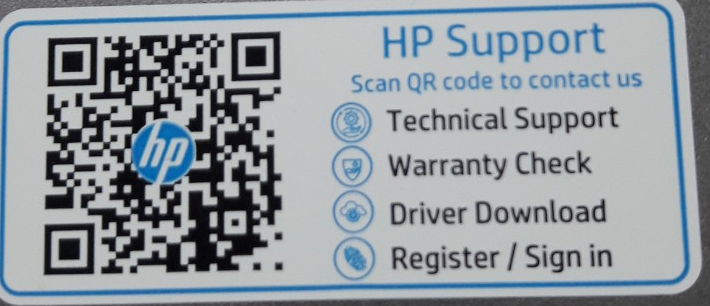 HP Support
Scan QR code to contact us
hp
Technical Support
Warranty Check
Driver Download
Register / Sign in